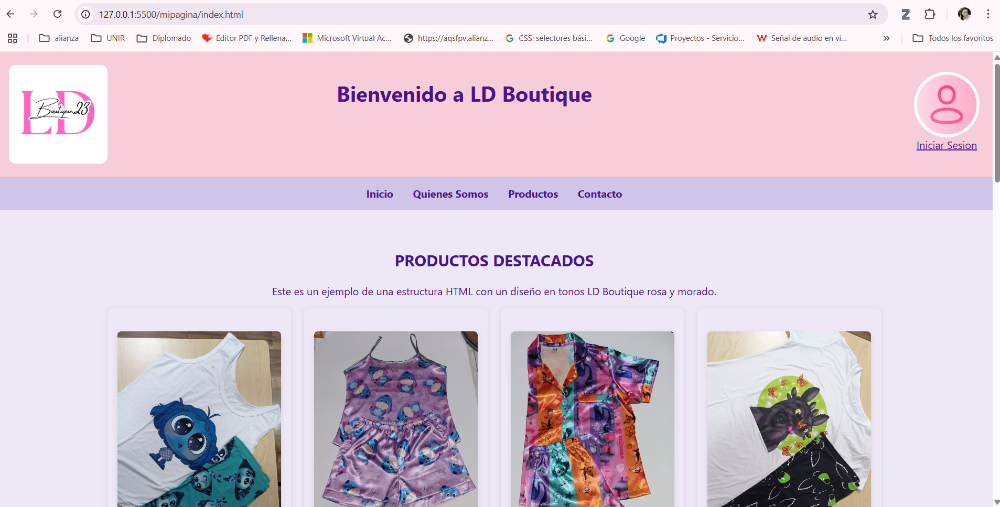 127.0.0.1:5500/mipagina/index.html
alianza
UNIR
Diplomado
Editor PDF y Rellena...
Microsoft Virtual Ac...
https://aqsfpv.alianz...
CSS: selectores bási...
Google
Proyectos - Servicio...
Señal de audio en vi...
»
Todos los favoritos
LD
Boutique23
Bienvenido a LD Boutique
Iniciar Sesion
Inicio
Quienes Somos
Productos
Contacto
PRODUCTOS DESTACADOS
Este es un ejemplo de una estructura HTML con un diseño en tonos LD Boutique rosa y morado.
Igor
Igor
Igor